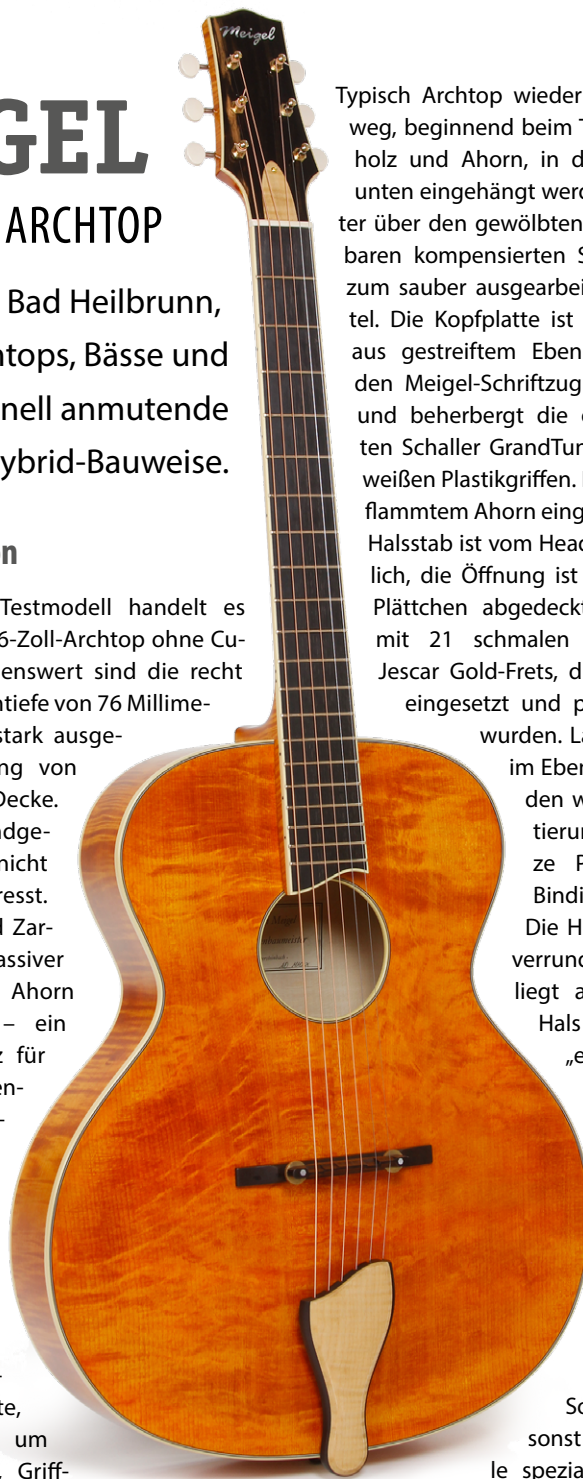 Meigel
GEL
ARCHTOP
Bad Heilbrunn,
htops, Bässe und
nell anmutende
ybrid-Bauweise.
n
Testmodell handelt es
6-Zoll-Archtop ohne Cu-
enswert sind die recht
ntiefe von 76 Millime-
stark ausge-
ng von
Decke.
ndge-
nicht
resst.
d Zar-
assiver
Ahorn
– ein
z für
en-
-
-
te,
um
, Griff-
Typisch Archtop wieder
weg, beginnend beim T
holz und Ahorn, in d
unten eingehängt werd
ter über den gewölbten
baren kompensierten S
zum sauber ausgearbei
tel. Die Kopfplatte ist
aus gestreiftem Eben
den Meigel-Schriftzug
und beherbergt die
ten Schaller GrandTun
weißen Plastikgriffen.
flammtem Ahorn eing
Halsstab ist vom Head
lich, die Öffnung ist
Plättchen abgedeckt
mit 21 schmalen
Jescar Gold-Frets, d
eingesetzt und p
wurden. La
im Eben
den w
tierun
ze P
Bindi
Die H
verrund
liegt a
Hals
„e
So
sonst
le spezia